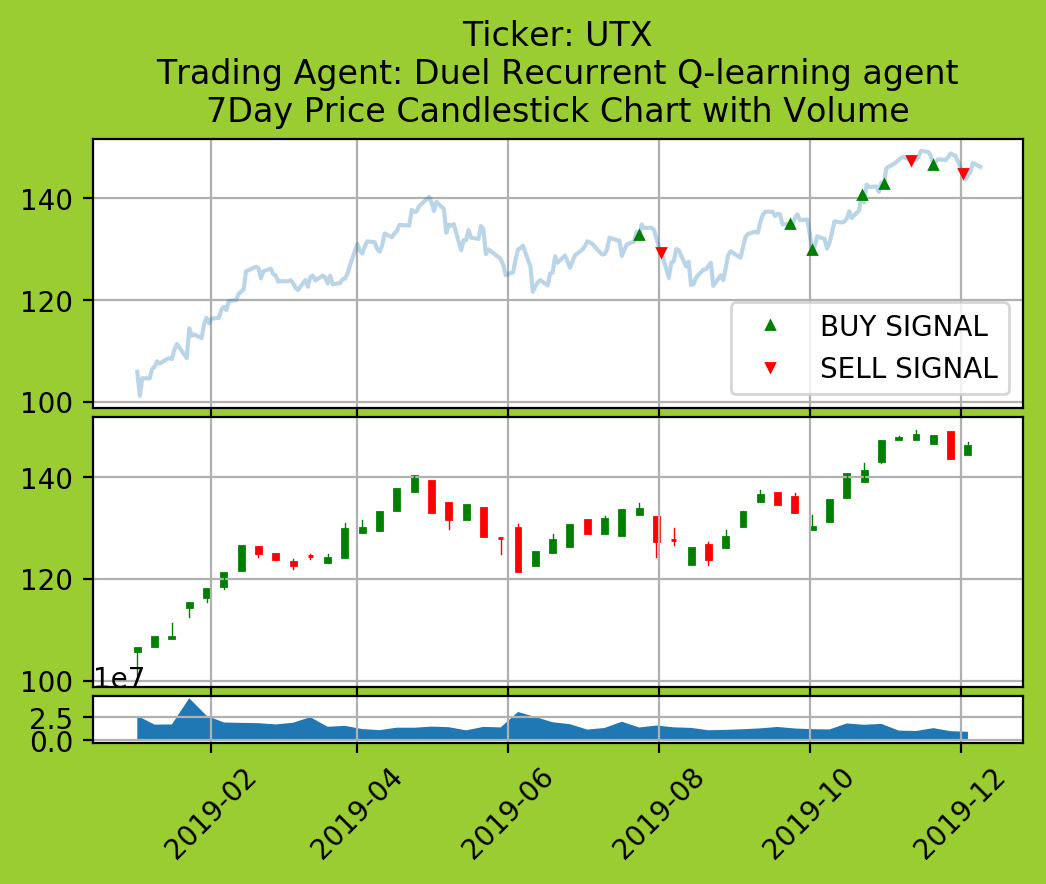 Ticker: UTX
Trading Agent: Duel Recurrent Q-learning agent
7Day Price Candlestick Chart with Volume
140
120
100
BUY SIGNAL
SELL SIGNAL
140
120
100
1e7
2.5
0.0
2019-02
2019-04
2019-06
2019-08
2019-10
2019-12